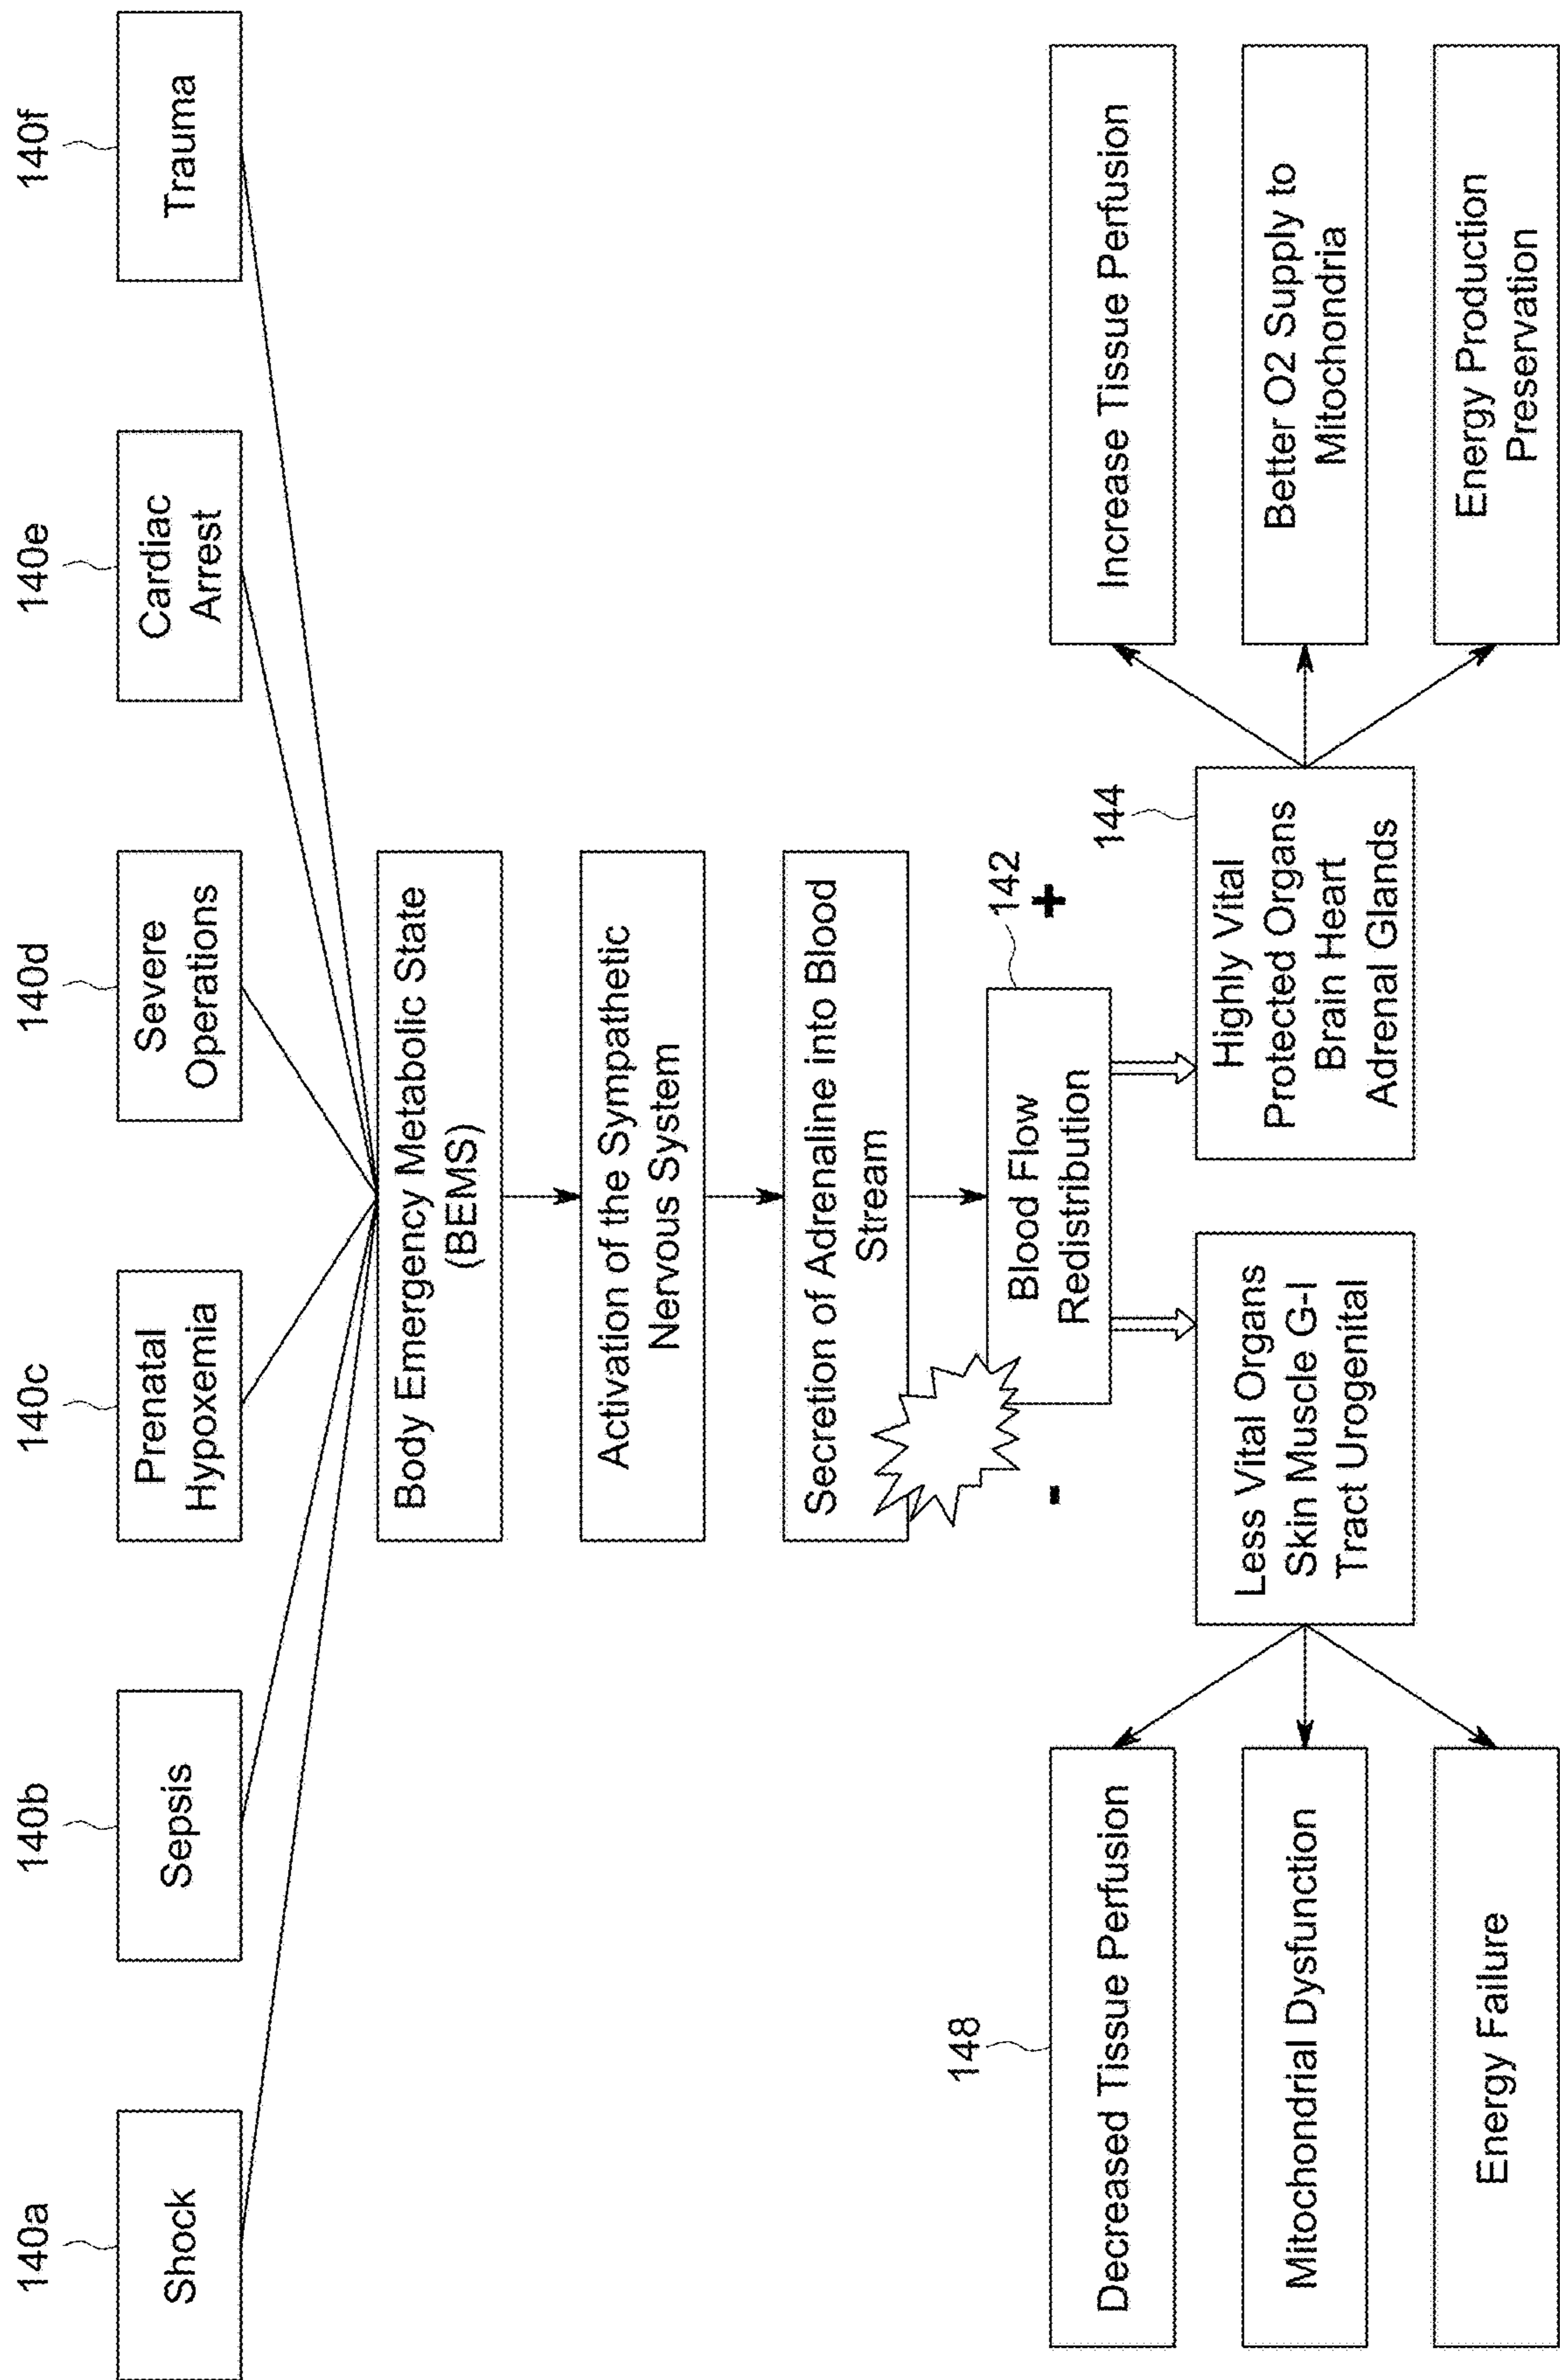 140a
140b
140c
140d
140e
140f
Shock
Sepsis
Prenatal
Hypoxemia
Severe
Operations
Cardiac
Arrest
Trauma
Body Emergency Metabolic State
(BEMS)
Activation of the Sympathetic
Nervous System
Secretion of Adrenaline into Blood
Stream
142
Blood Flow
Redistribution
-
+
148
144
Less Vital Organs
Skin Muscle G-I
Tract Urogenital
Highly Vital
Protected Organs
Brain Heart
Adrenal Glands
Decreased Tissue Perfusion
Mitochondrial Dysfunction
Energy Failure
Increase Tissue Perfusion
Better O2 Supply to
Mitochondria
Energy Production
Preservation